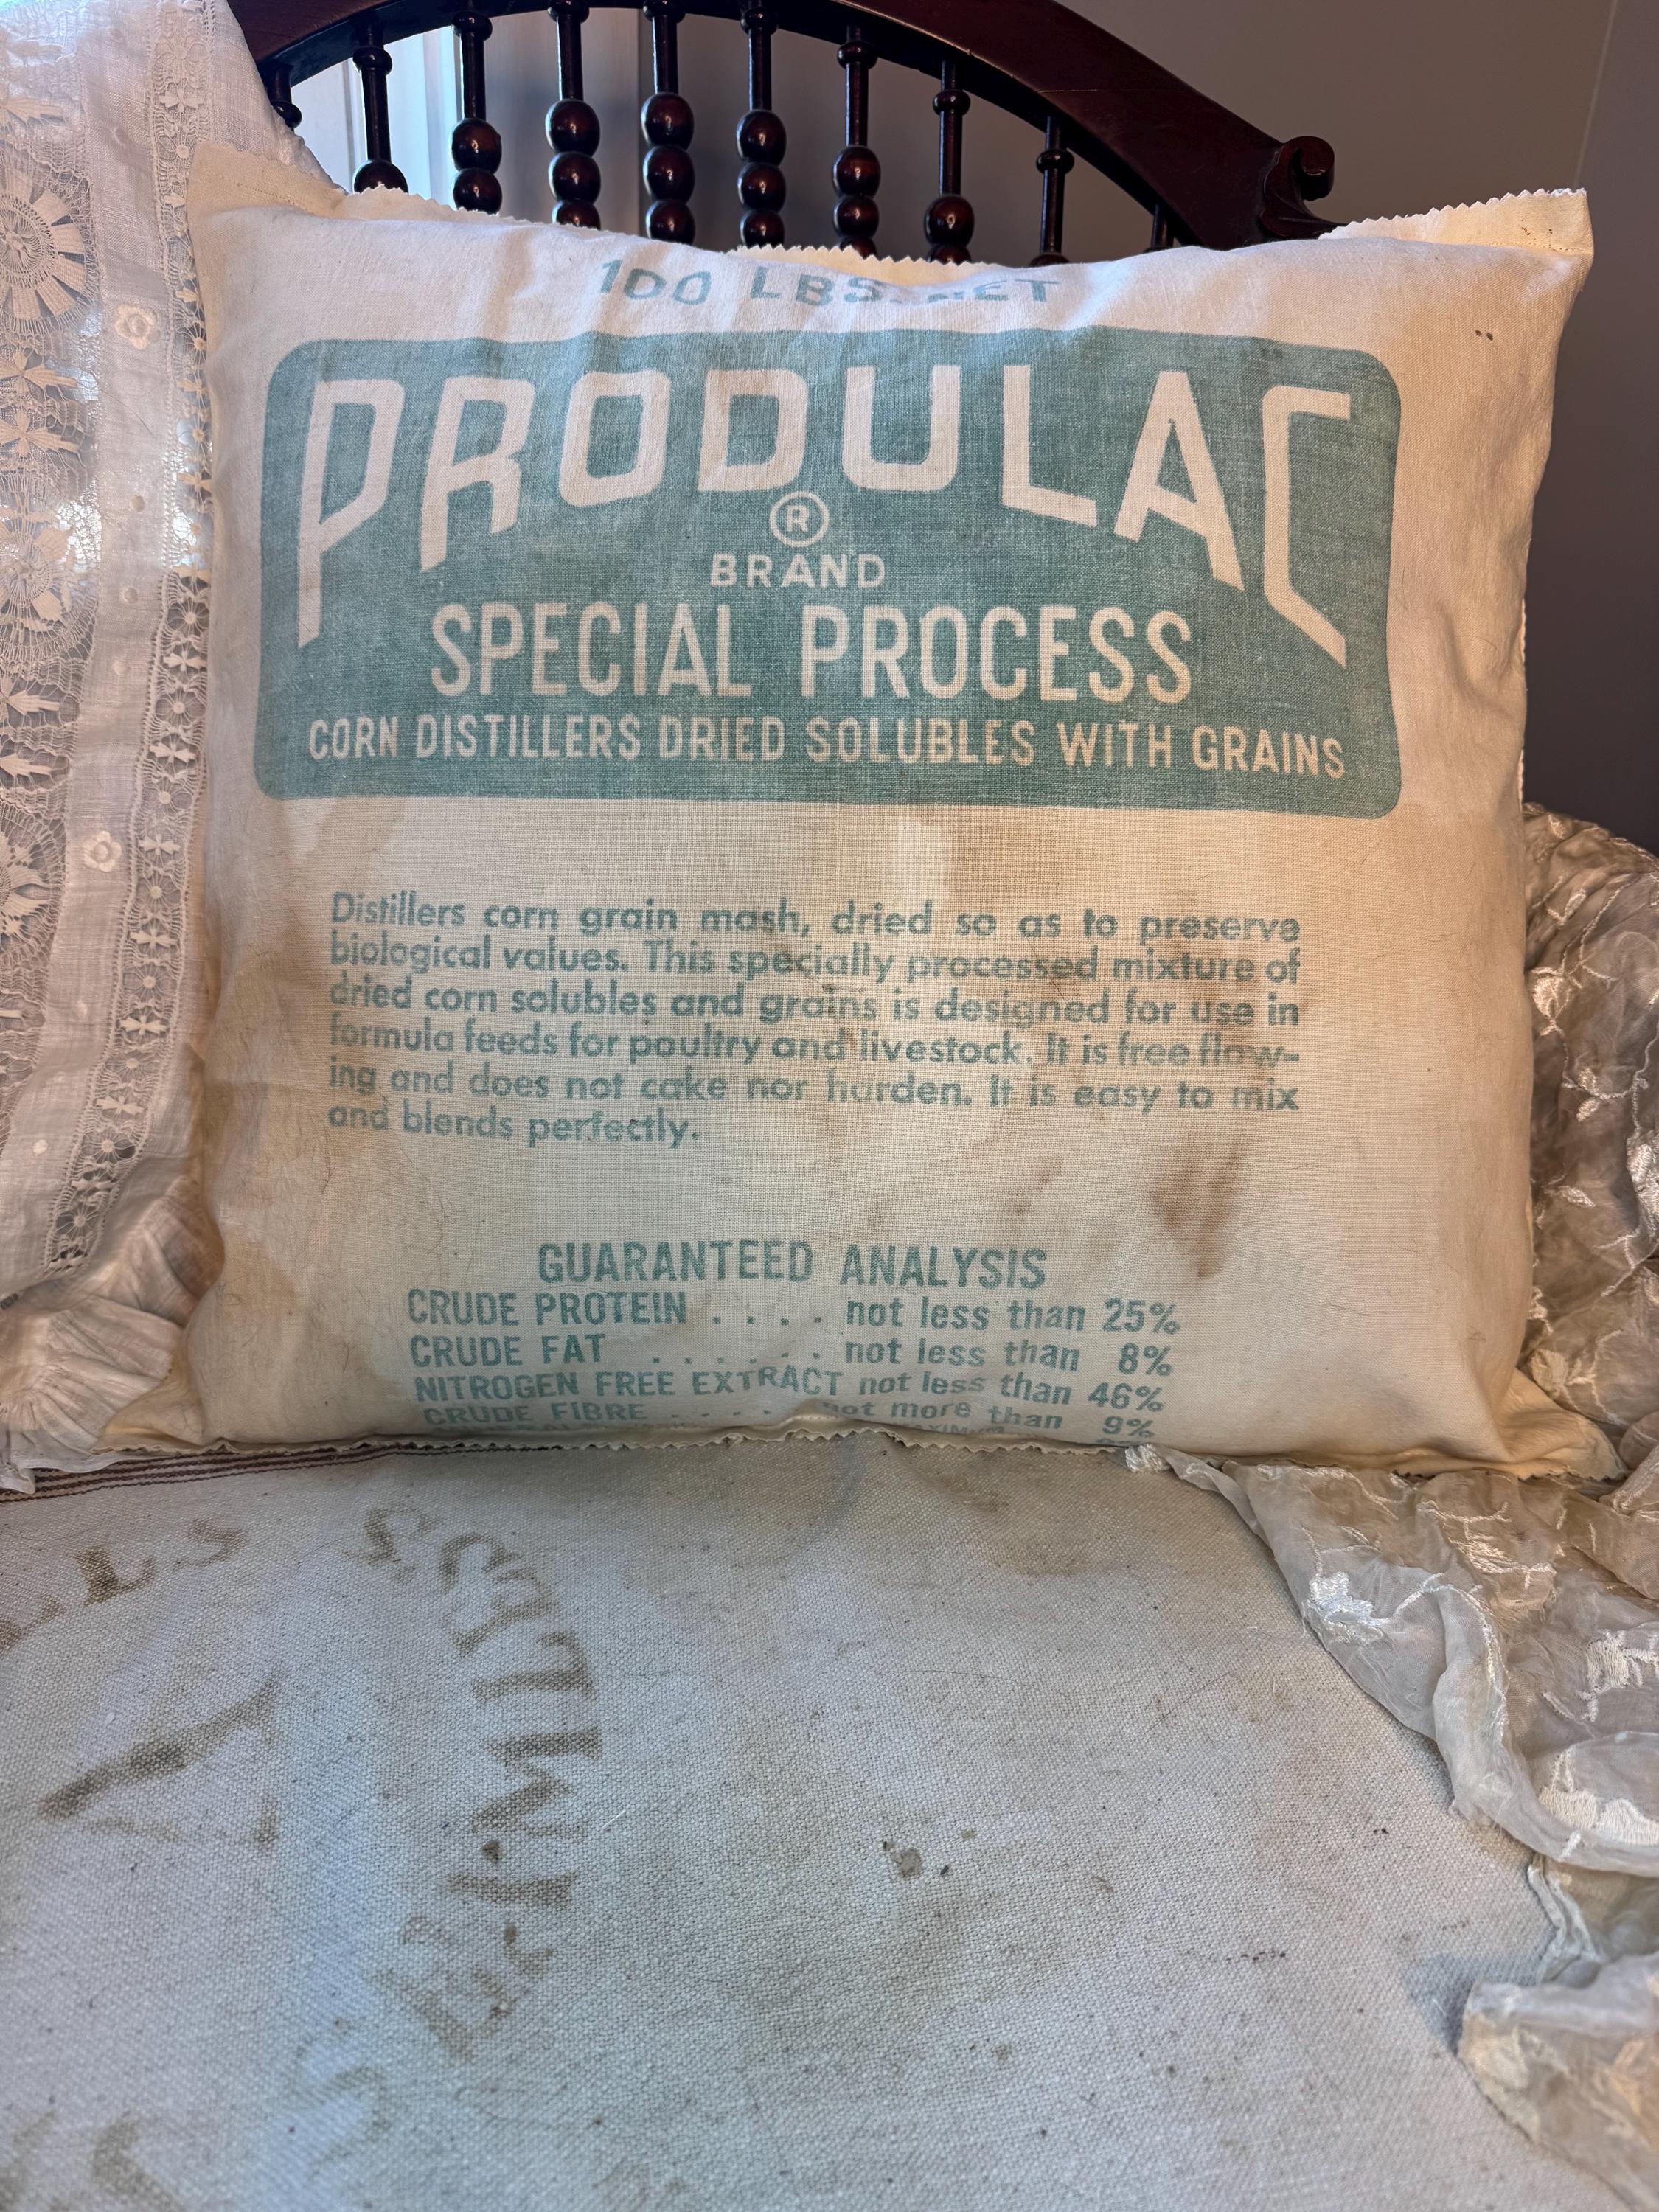 100 LBS. NET
PRODULAC
®
BRAND
SPECIAL PROCESS
CORN DISTILLERS DRIED SOLUBLES WITH GRAINS
Distillers corn grain mash, dried so as to preserve
biological values. This specially processed mixture of
dried corn solubles and grains is designed for use in
formula feeds for poultry and livestock. It is free flow-
ing and does not cake nor harden. It is easy to mix
and blends perfectly.
GUARANTEED ANALYSIS
CRUDE PROTEIN . . . . not less than 25%
CRUDE FAT . . . . . . not less than 8%
NITROGEN FREE EXTRACT not less than 46%
CRUDE FIBRE . . . . not more than 9%